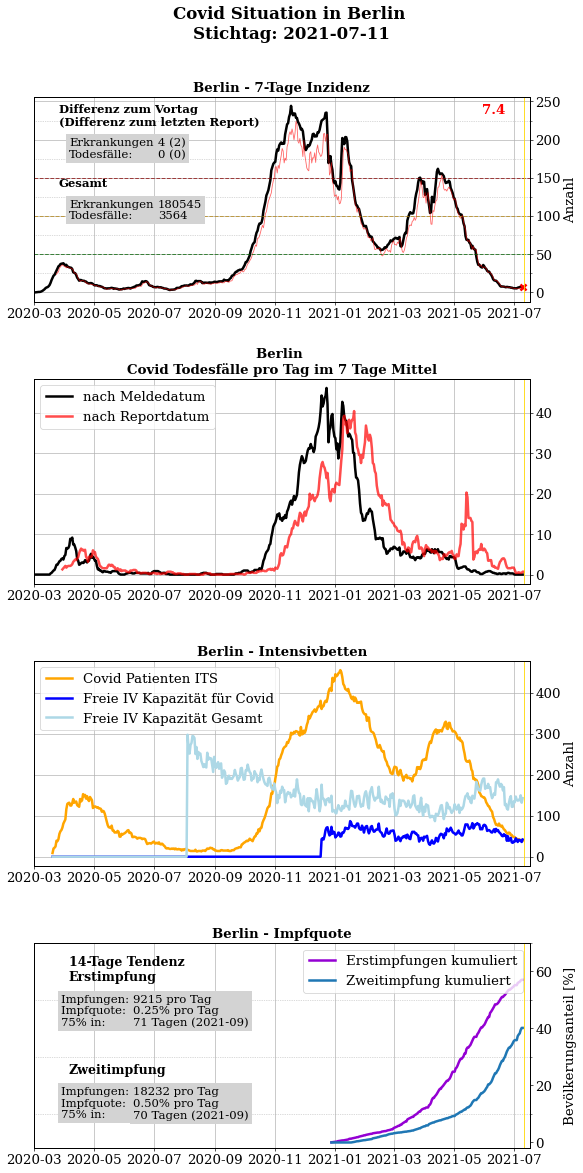 Covid Situation in Berlin
Stichtag: 2021-07-11
Berlin - 7-Tage Inzidenz
Differenz zum Vortag
(Differenz zum letzten Report)
Erkrankungen 4 (2)
Todesfälle: 0 (0)
Gesamt
Erkrankungen 180545
Todesfälle: 3564
7.4
250
200
150
100
50
0
Anzahl
2020-03 2020-05 2020-07 2020-09 2020-11 2021-01 2021-03 2021-05 2021-07
Berlin
Covid Todesfälle pro Tag im 7 Tage Mittel
nach Meldedatum
nach Reportdatum
40
30
20
10
0
2020-03 2020-05 2020-07 2020-09 2020-11 2021-01 2021-03 2021-05 2021-07
Berlin - Intensivbetten
Covid Patienten ITS
Freie IV Kapazität für Covid
Freie IV Kapazität Gesamt
400
300
200
100
0
Anzahl
2020-03 2020-05 2020-07 2020-09 2020-11 2021-01 2021-03 2021-05 2021-07
Berlin - Impfquote
14-Tage Tendenz
Erstimpfung
Impfungen: 9215 pro Tag
Impfquote: 0.25% pro Tag
75% in: 71 Tagen (2021-09)
Zweitimpfung
Impfungen: 18232 pro Tag
Impfquote: 0.50% pro Tag
75% in: 70 Tagen (2021-09)
Erstimpfungen kumuliert
Zweitimpfung kumuliert
60
40
20
0
Bevölkerungsanteil [%]
2020-03 2020-05 2020-07 2020-09 2020-11 2021-01 2021-03 2021-05 2021-07